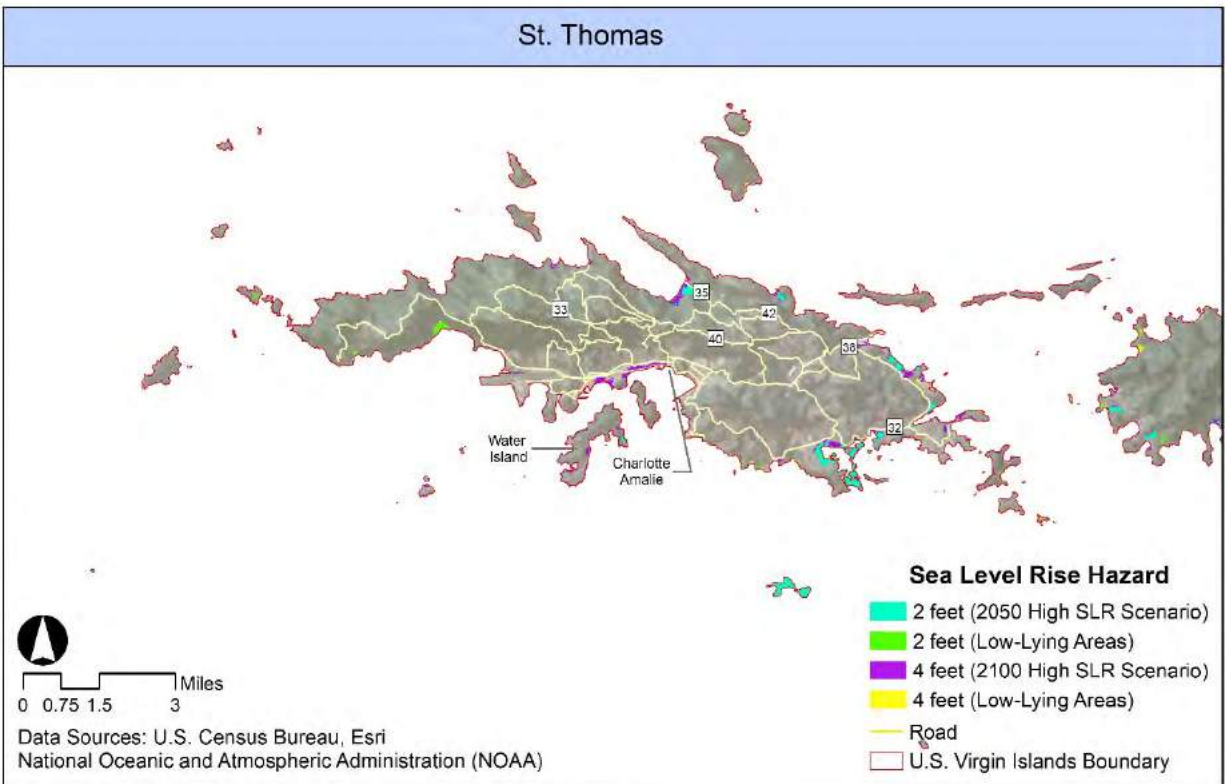 St. Thomas
35
33
42
40
38
32
Water
Island
Charlotte
Amalie
Sea Level Rise Hazard
2 feet (2050 High SLR Scenario)
2 feet (Low-Lying Areas)
4 feet (2100 High SLR Scenario)
4 feet (Low-Lying Areas)
Road
U.S. Virgin Islands Boundary
Miles
0 0.75 1.5 3
Data Sources: U.S. Census Bureau, Esri
National Oceanic and Atmospheric Administration (NOAA)